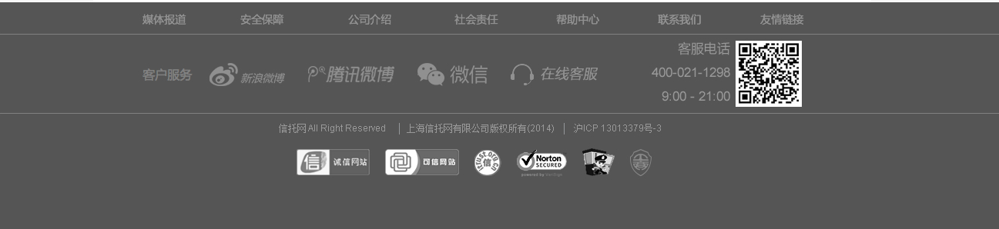 媒体报道 安全保障 公司介绍 社会责任 帮助中心 联系我们 友情链接
客户服务 新浪微博 腾讯微博 微信 在线客服
客服电话
400-021-1298
9:00 - 21:00
信托网 All Right Reserved | 上海信托网有限公司版权所有(2014) | 沪ICP 13013379号-3
信 诚信网站 可信网站 itrust.org.cn 信 Norton SECURED powered by VeriSign